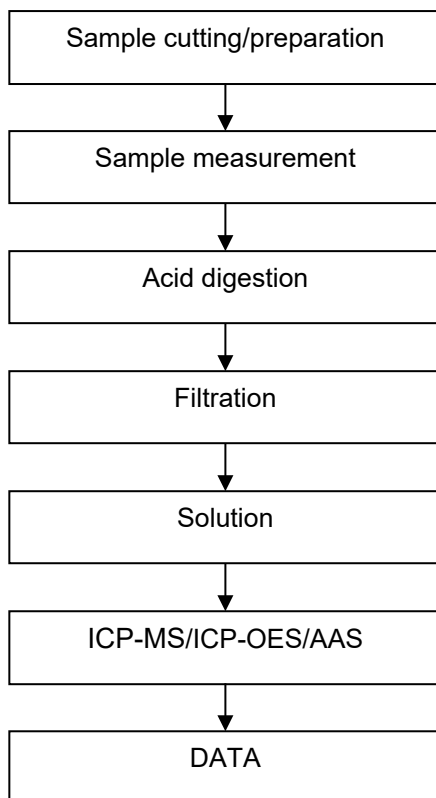 Sample cutting/preparation
Sample measurement
Acid digestion
Filtration
Solution
ICP-MS/ICP-OES/AAS
DATA